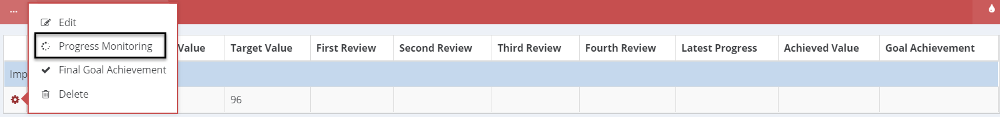 ...
Edit
Progress Monitoring
Final Goal Achievement
Delete
Value Target Value First Review Second Review Third Review Fourth Review Latest Progress Achieved Value Goal Achievement
Imp
96